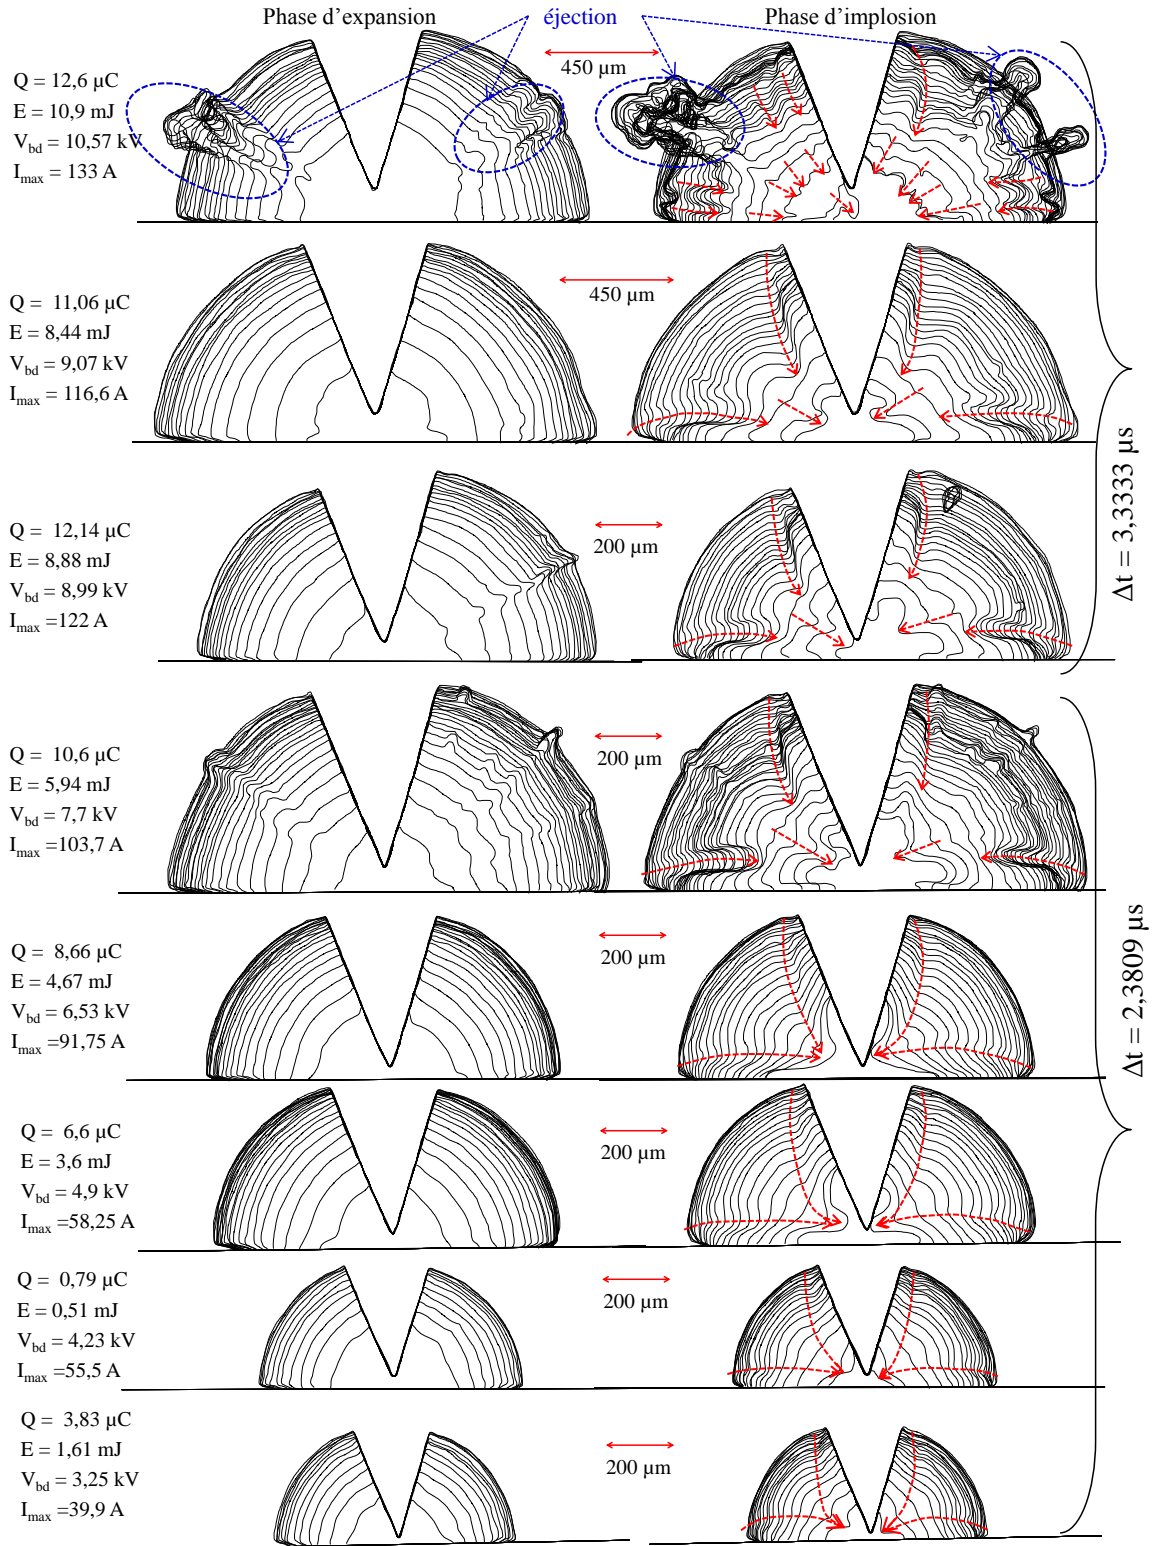 Phase d’expansion
éjection
Phase d’implosion
Q = 12,6 µC
E = 10,9 mJ
V_bd = 10,57 kV
I_max = 133 A
450 µm
Q = 11,06 µC
E = 8,44 mJ
V_bd = 9,07 kV
I_max = 116,6 A
450 µm
Q = 12,14 µC
E = 8,88 mJ
V_bd = 8,99 kV
I_max =122 A
200 µm
Δt = 3,3333 µs
Q = 10,6 µC
E = 5,94 mJ
V_bd = 7,7 kV
I_max =103,7 A
200 µm
Q = 8,66 µC
E = 4,67 mJ
V_bd = 6,53 kV
I_max =91,75 A
200 µm
Δt = 2,3809 µs
Q = 6,6 µC
E = 3,6 mJ
V_bd = 4,9 kV
I_max =58,25 A
200 µm
Q = 0,79 µC
E = 0,51 mJ
V_bd = 4,23 kV
I_max =55,5 A
200 µm
Q = 3,83 µC
E = 1,61 mJ
V_bd = 3,25 kV
I_max =39,9 A
200 µm